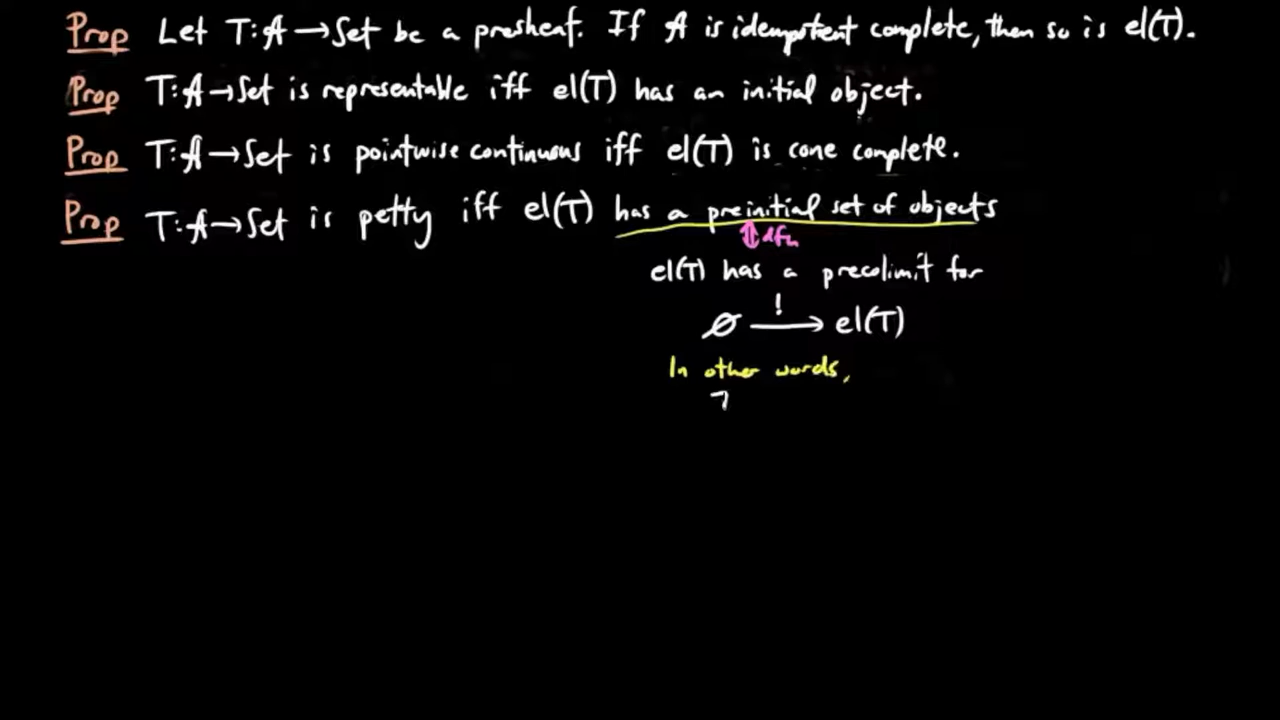 Prop Let T:A→Set be a presheaf. If A is idempotent complete, then so is el(T).
Prop T:A→Set is representable iff el(T) has an initial object.
Prop T:A→Set is pointwise continuous iff el(T) is cone complete.
Prop T:A→Set is petty iff el(T) has a preinitial set of objects
⇕ dfn
el(T) has a precolimit for
∅ → el(T)
!
In other words,